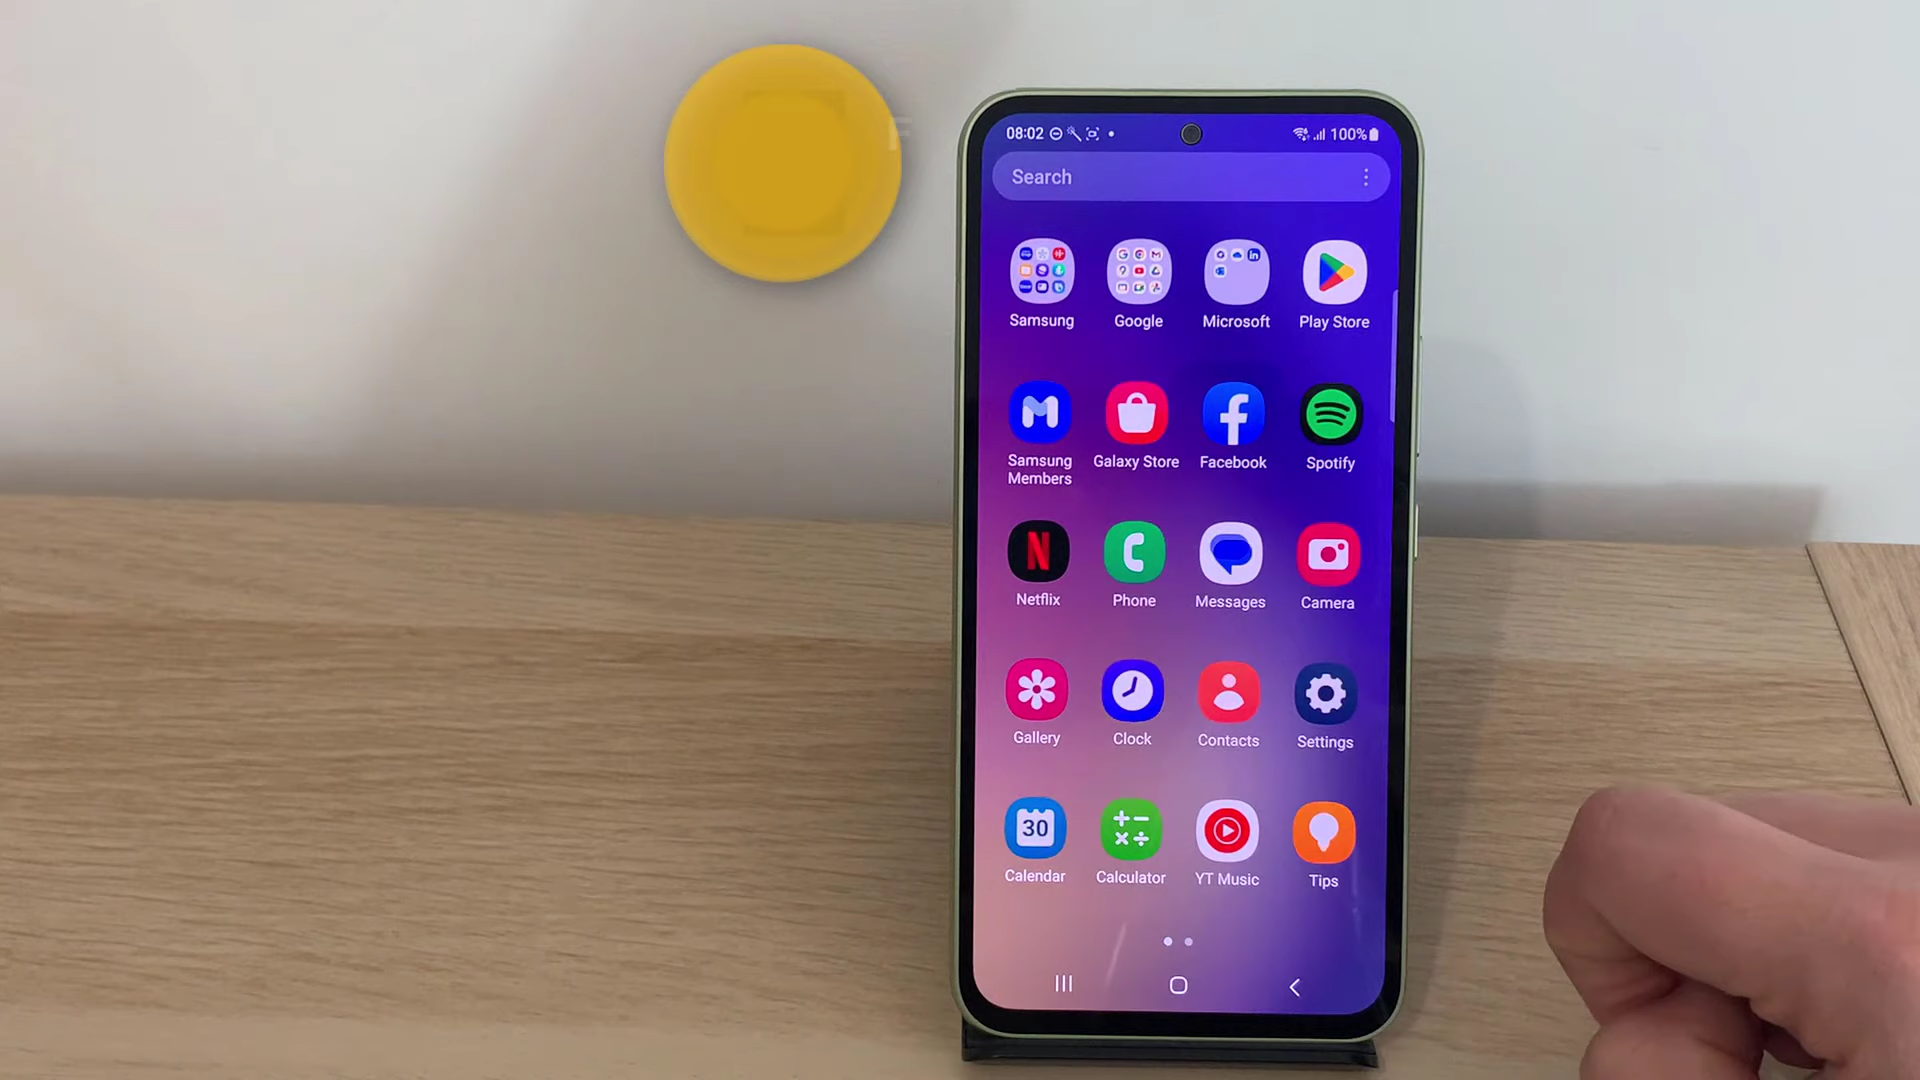 08:02
100%
Search
Samsung
Google
Microsoft
Play Store
Samsung
Members
Galaxy Store
Facebook
Spotify
Netflix
Phone
Messages
Camera
Gallery
Clock
Contacts
Settings
30
Calendar
Calculator
YT Music
Tips